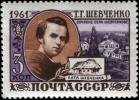 1961 Т.Г. ШЕВЧЕНКО
3 КОП
ХАТА ШЕВЧЕНКА
ПОЧТА СССР